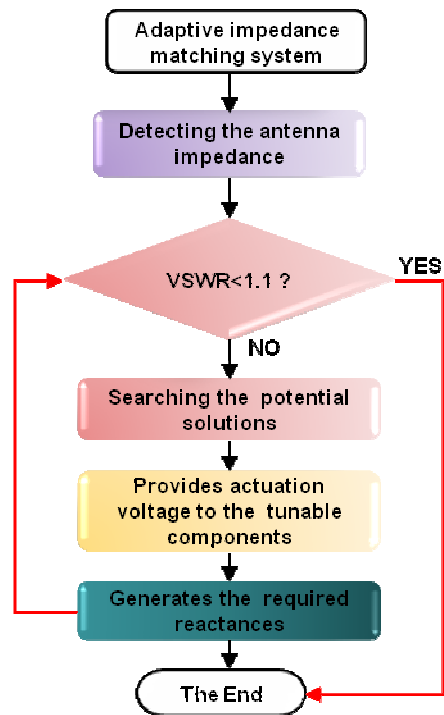 Adaptive impedance
matching system
Detecting the antenna
impedance
VSWR<1.1 ?
YES
NO
Searching the potential
solutions
Provides actuation
voltage to the tunable
components
Generates the required
reactances
The End